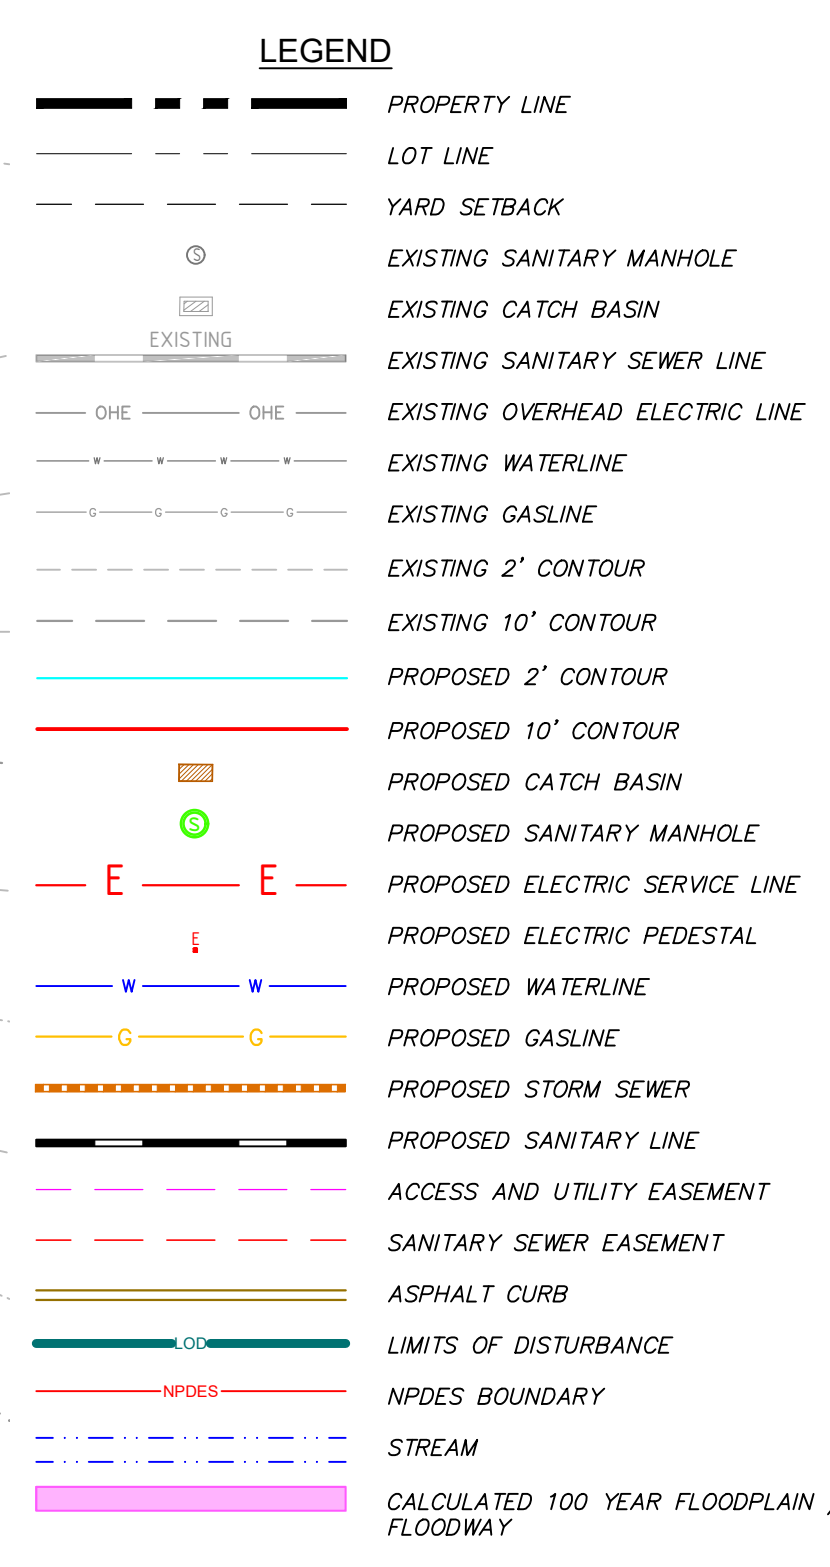 LEGEND
PROPERTY LINE
LOT LINE
YARD SETBACK
S EXISTING SANITARY MANHOLE
EXISTING CATCH BASIN
EXISTING
EXISTING SANITARY SEWER LINE
OHE OHE EXISTING OVERHEAD ELECTRIC LINE
W W W W EXISTING WATERLINE
G G G G EXISTING GASLINE
EXISTING 2' CONTOUR
EXISTING 10' CONTOUR
PROPOSED 2' CONTOUR
PROPOSED 10' CONTOUR
PROPOSED CATCH BASIN
S PROPOSED SANITARY MANHOLE
E E PROPOSED ELECTRIC SERVICE LINE
E PROPOSED ELECTRIC PEDESTAL
W W PROPOSED WATERLINE
G G PROPOSED GASLINE
PROPOSED STORM SEWER
PROPOSED SANITARY LINE
ACCESS AND UTILITY EASEMENT
SANITARY SEWER EASEMENT
ASPHALT CURB
LOD LIMITS OF DISTURBANCE
NPDES NPDES BOUNDARY
STREAM
CALCULATED 100 YEAR FLOODPLAIN /
FLOODWAY